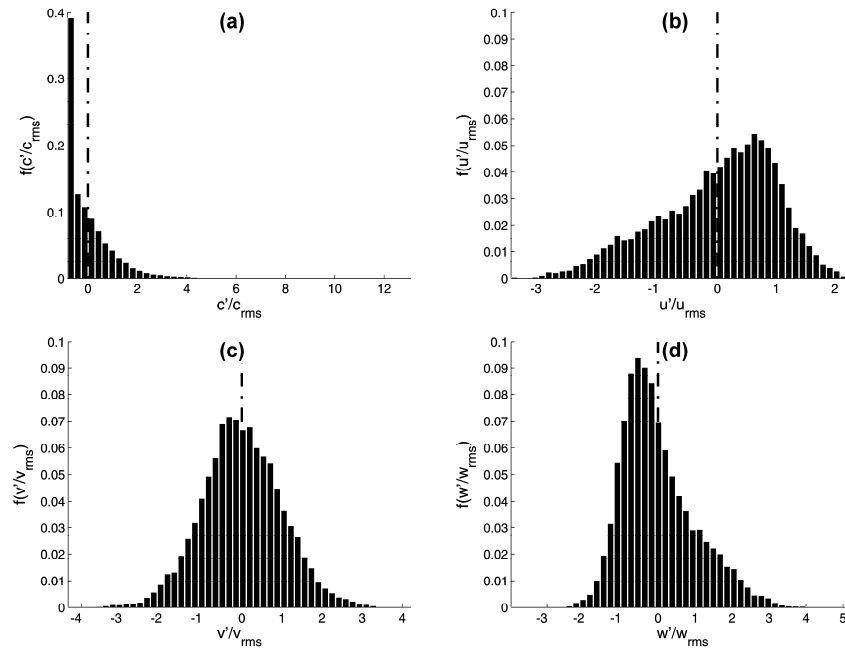 (a)
0.4
0.3
0.2
0.1
0
f(c'/c_rms)
0 2 4 6 8 10 12
c'/c_rms
(b)
0.1
0.09
0.08
0.07
0.06
0.05
0.04
0.03
0.02
0.01
0
f(u'/u_rms)
-3 -2 -1 0 1 2
u'/u_rms
(c)
0.1
0.09
0.08
0.07
0.06
0.05
0.04
0.03
0.02
0.01
0
f(v'/v_rms)
-4 -3 -2 -1 0 1 2 3 4
v'/v_rms
(d)
0.1
0.09
0.08
0.07
0.06
0.05
0.04
0.03
0.02
0.01
0
f(w'/w_rms)
-3 -2 -1 0 1 2 3 4 5
w'/w_rms